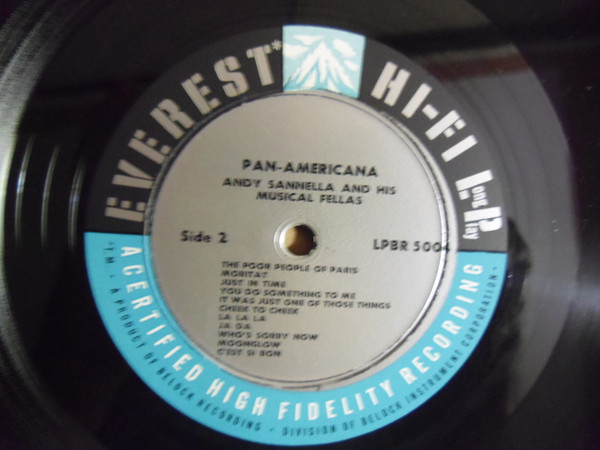 EVEREST*
HI-FI
Long Play
PAN-AMERICANA
ANDY SANNELLA AND HIS
MUSICAL FELLAS
Side 2
LPBR 5004
THE POOR PEOPLE OF PARIS
MORITAT
JUST IN TIME
YOU DO SOMETHING TO ME
IT WAS JUST ONE OF THOSE THINGS
CHEEK TO CHEEK
LA LA LA
JA DA
WHO'S SORRY NOW
MOONGLOW
C'EST SI BON
A CERTIFIED HIGH FIDELITY RECORDING
*T.M. - A PRODUCT OF BELOCK RECORDING - DIVISION OF BELOCK INSTRUMENT CORPORATION-